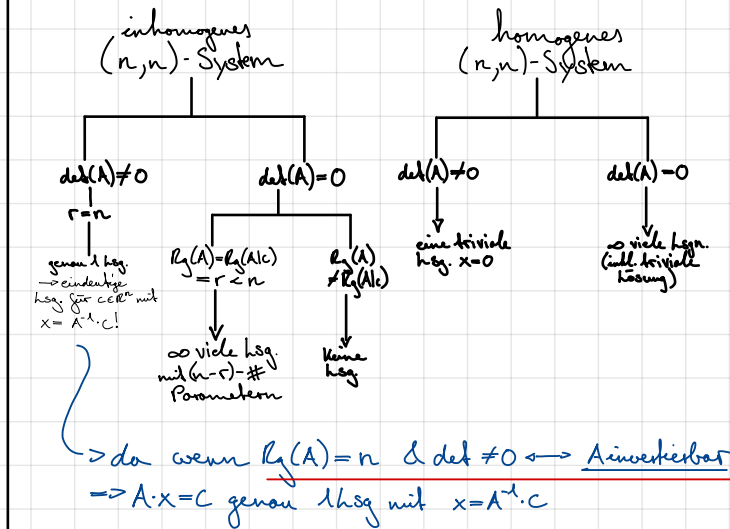 inhomogenes
(n,n)-System
det(A)≠0
r=n
genau 1 Lsg.
→ eindeutige
Lsg. für c∈ℝⁿ mit
x = A⁻¹·c!
det(A)=0
Rg(A)=Rg(A|c)
=r<n
∞ viele Lsg.
mit (n-r)-#
Parametern
Rg(A)
≠Rg(A|c)
Keine
Lsg.
homogenes
(n,n)-System
det(A)≠0
eine triviale
Lsg. x=0
det(A)=0
∞ viele Lsgn.
(inkl. triviale
Lösung)
→ da wenn Rg(A)=n & det ≠0 ↔ A invertierbar
=> A·x=c genau 1 Lsg mit x=A⁻¹·c